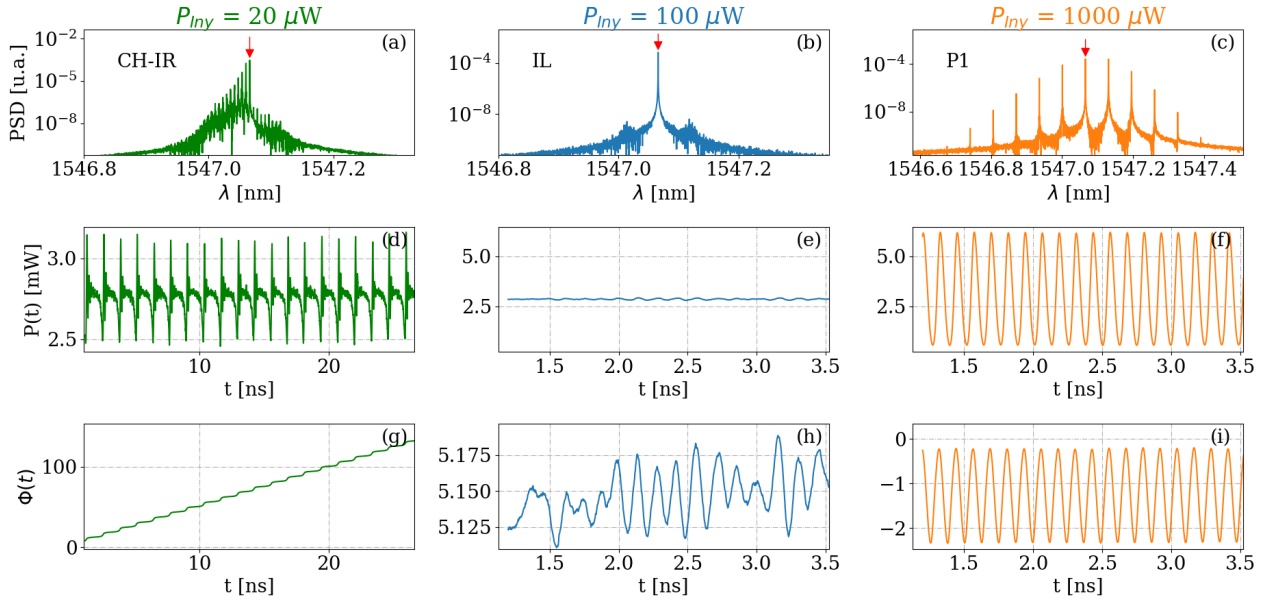 P_Iny = 20 μW
P_Iny = 100 μW
P_Iny = 1000 μW
(a)
CH-IR
PSD [u.a.]
10⁻²
10⁻⁵
10⁻⁸
1546.8
1547.0
1547.2
λ [nm]
(b)
IL
10⁻⁴
10⁻⁸
1546.8
1547.0
1547.2
λ [nm]
(c)
P1
10⁻⁴
10⁻⁸
1546.6
1546.8
1547.0
1547.2
1547.4
λ [nm]
(d)
P(t) [mW]
3.0
2.5
10
20
t [ns]
(e)
5.0
2.5
1.5
2.0
2.5
3.0
3.5
t [ns]
(f)
5.0
2.5
1.5
2.0
2.5
3.0
3.5
t [ns]
(g)
Φ(t)
100
0
10
20
t [ns]
(h)
5.175
5.150
5.125
1.5
2.0
2.5
3.0
3.5
t [ns]
(i)
0
−1
−2
1.5
2.0
2.5
3.0
3.5
t [ns]